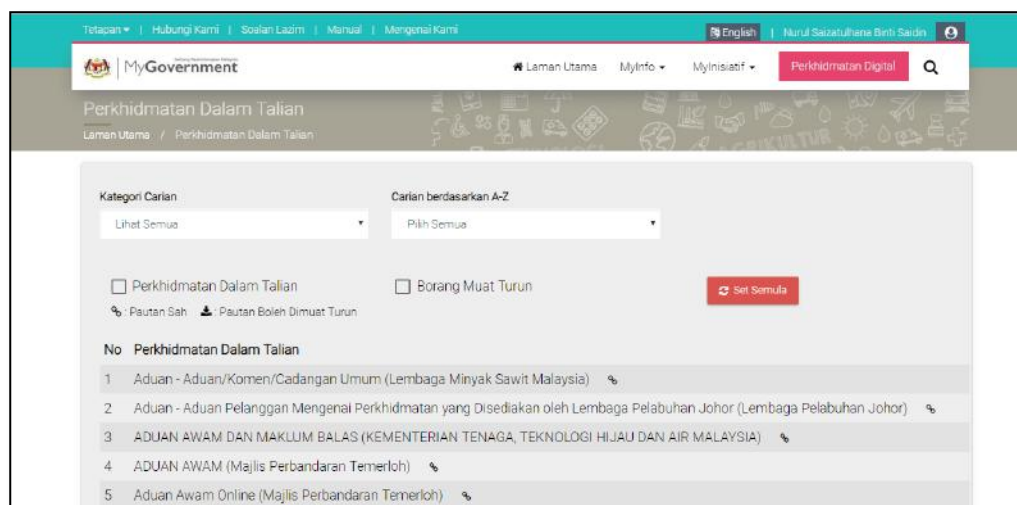 Tetapan | Hubungi Kami | Soalan Lazim | Manual | Mengenai Kami
English | Nurul Saizatulhana Binti Saidin
MyGovernment
Laman Utama MyInfo MyInisiatif Perkhidmatan Digital
Perkhidmatan Dalam Talian
Laman Utama / Perkhidmatan Dalam Talian
Kategori Carian Carian berdasarkan A-Z
Lihat Semua Pilih Semua
Perkhidmatan Dalam Talian Borang Muat Turun Set Semula
: Pautan Sah : Pautan Boleh Dimuat Turun
No Perkhidmatan Dalam Talian
1 Aduan - Aduan/Komen/Cadangan Umum (Lembaga Minyak Sawit Malaysia)
2 Aduan - Aduan Pelanggan Mengenai Perkhidmatan yang Disediakan oleh Lembaga Pelabuhan Johor (Lembaga Pelabuhan Johor)
3 ADUAN AWAM DAN MAKLUM BALAS (KEMENTERIAN TENAGA, TEKNOLOGI HIJAU DAN AIR MALAYSIA)
4 ADUAN AWAM (Majlis Perbandaran Temerloh)
5 Aduan Awam Online (Majlis Perbandaran Temerloh)